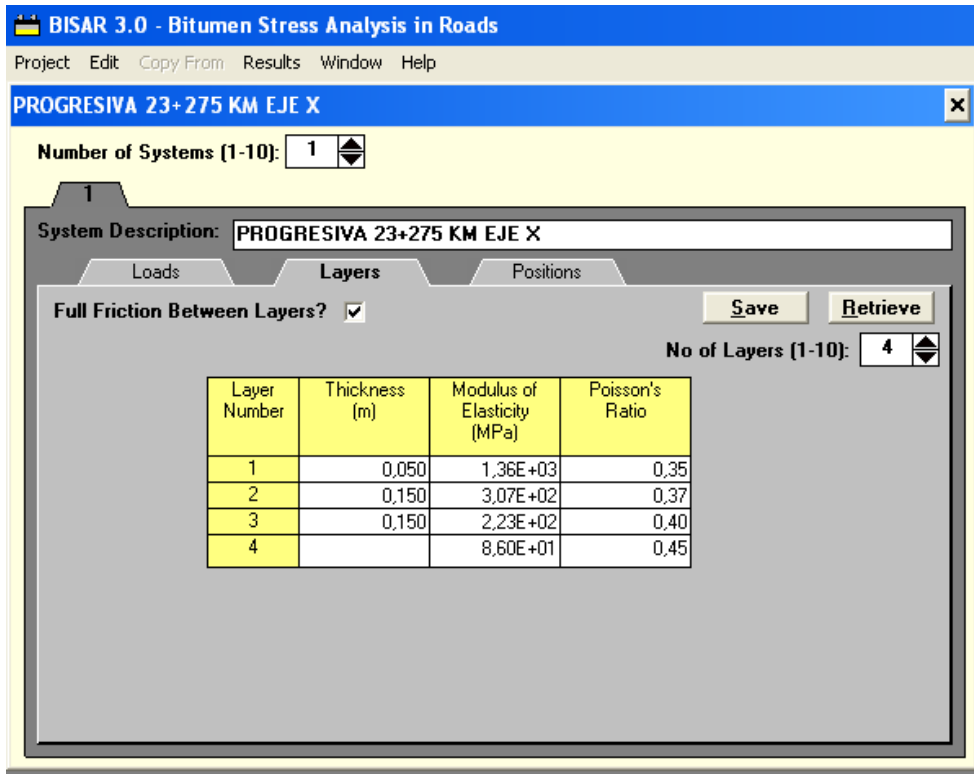 BISAR 3.0 - Bitumen Stress Analysis in Roads
Project Edit Copy From Results Window Help
PROGRESIVA 23+275 KM EJE X
Number of Systems (1-10): 1
1
System Description: PROGRESIVA 23+275 KM EJE X
Loads Layers Positions
Full Friction Between Layers? Save Retrieve
No of Layers (1-10): 4
Layer Number Thickness (m) Modulus of Elasticity (MPa) Poisson's Ratio
1 0,050 1,36E+03 0,35
2 0,150 3,07E+02 0,37
3 0,150 2,23E+02 0,40
4 8,60E+01 0,45